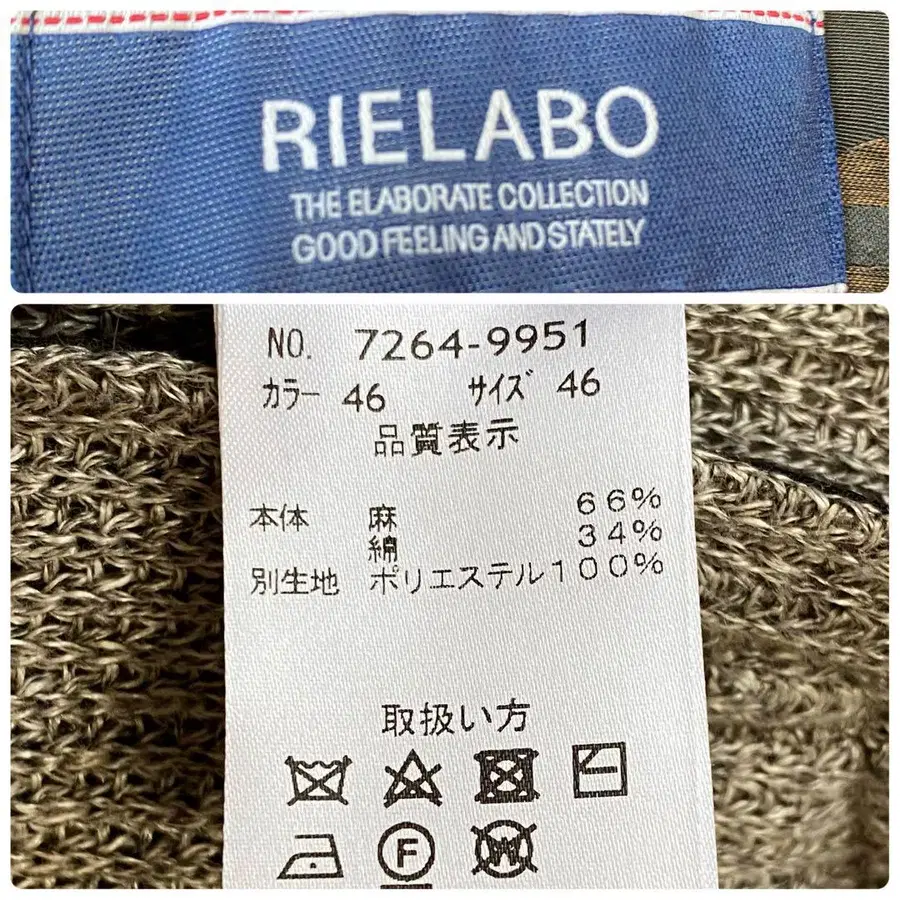 RIELABO
THE ELABORATE COLLECTION
GOOD FEELING AND STATELY
NO. 7264-9951
ｶﾗｰ 46 ｻｲｽﾞ 46
品質表示
本体 麻 66%
綿 34%
別生地 ポリエステル100%
取扱い方
F W